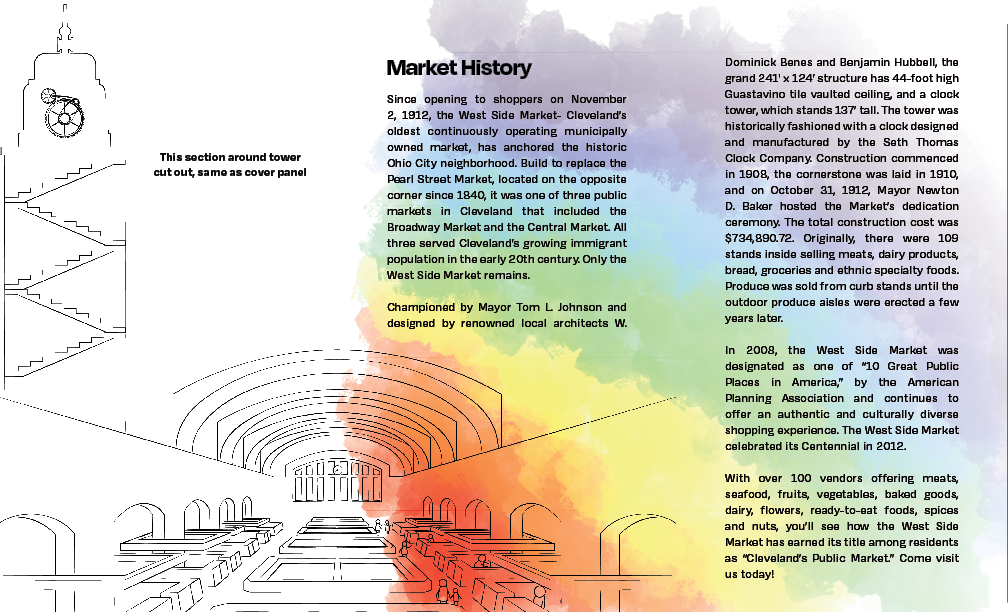 This section around tower
cut out, same as cover panel
Market History
Since opening to shoppers on November
2, 1912, the West Side Market- Cleveland's
oldest continuously operating municipally
owned market, has anchored the historic
Ohio City neighborhood. Build to replace the
Pearl Street Market, located on the opposite
corner since 1840, it was one of three public
markets in Cleveland that included the
Broadway Market and the Central Market. All
three served Cleveland's growing immigrant
population in the early 20th century. Only the
West Side Market remains.
Championed by Mayor Tom L. Johnson and
designed by renowned local architects W.
Dominick Benes and Benjamin Hubbell, the
grand 241' x 124' structure has 44-foot high
Guastavino tile vaulted ceiling, and a clock
tower, which stands 137' tall. The tower was
historically fashioned with a clock designed
and manufactured by the Seth Thomas
Clock Company. Construction commenced
in 1908, the cornerstone was laid in 1910,
and on October 31, 1912, Mayor Newton
D. Baker hosted the Market's dedication
ceremony. The total construction cost was
$734,890.72. Originally, there were 109
stands inside selling meats, dairy products,
bread, groceries and ethnic specialty foods.
Produce was sold from curb stands until the
outdoor produce aisles were erected a few
years later.
In 2008, the West Side Market was
designated as one of "10 Great Public
Places in America," by the American
Planning Association and continues to
offer an authentic and culturally diverse
shopping experience. The West Side Market
celebrated its Centennial in 2012.
With over 100 vendors offering meats,
seafood, fruits, vegetables, baked goods,
dairy, flowers, ready-to-eat foods, spices
and nuts, you'll see how the West Side
Market has earned its title among residents
as "Cleveland's Public Market." Come visit
us today!